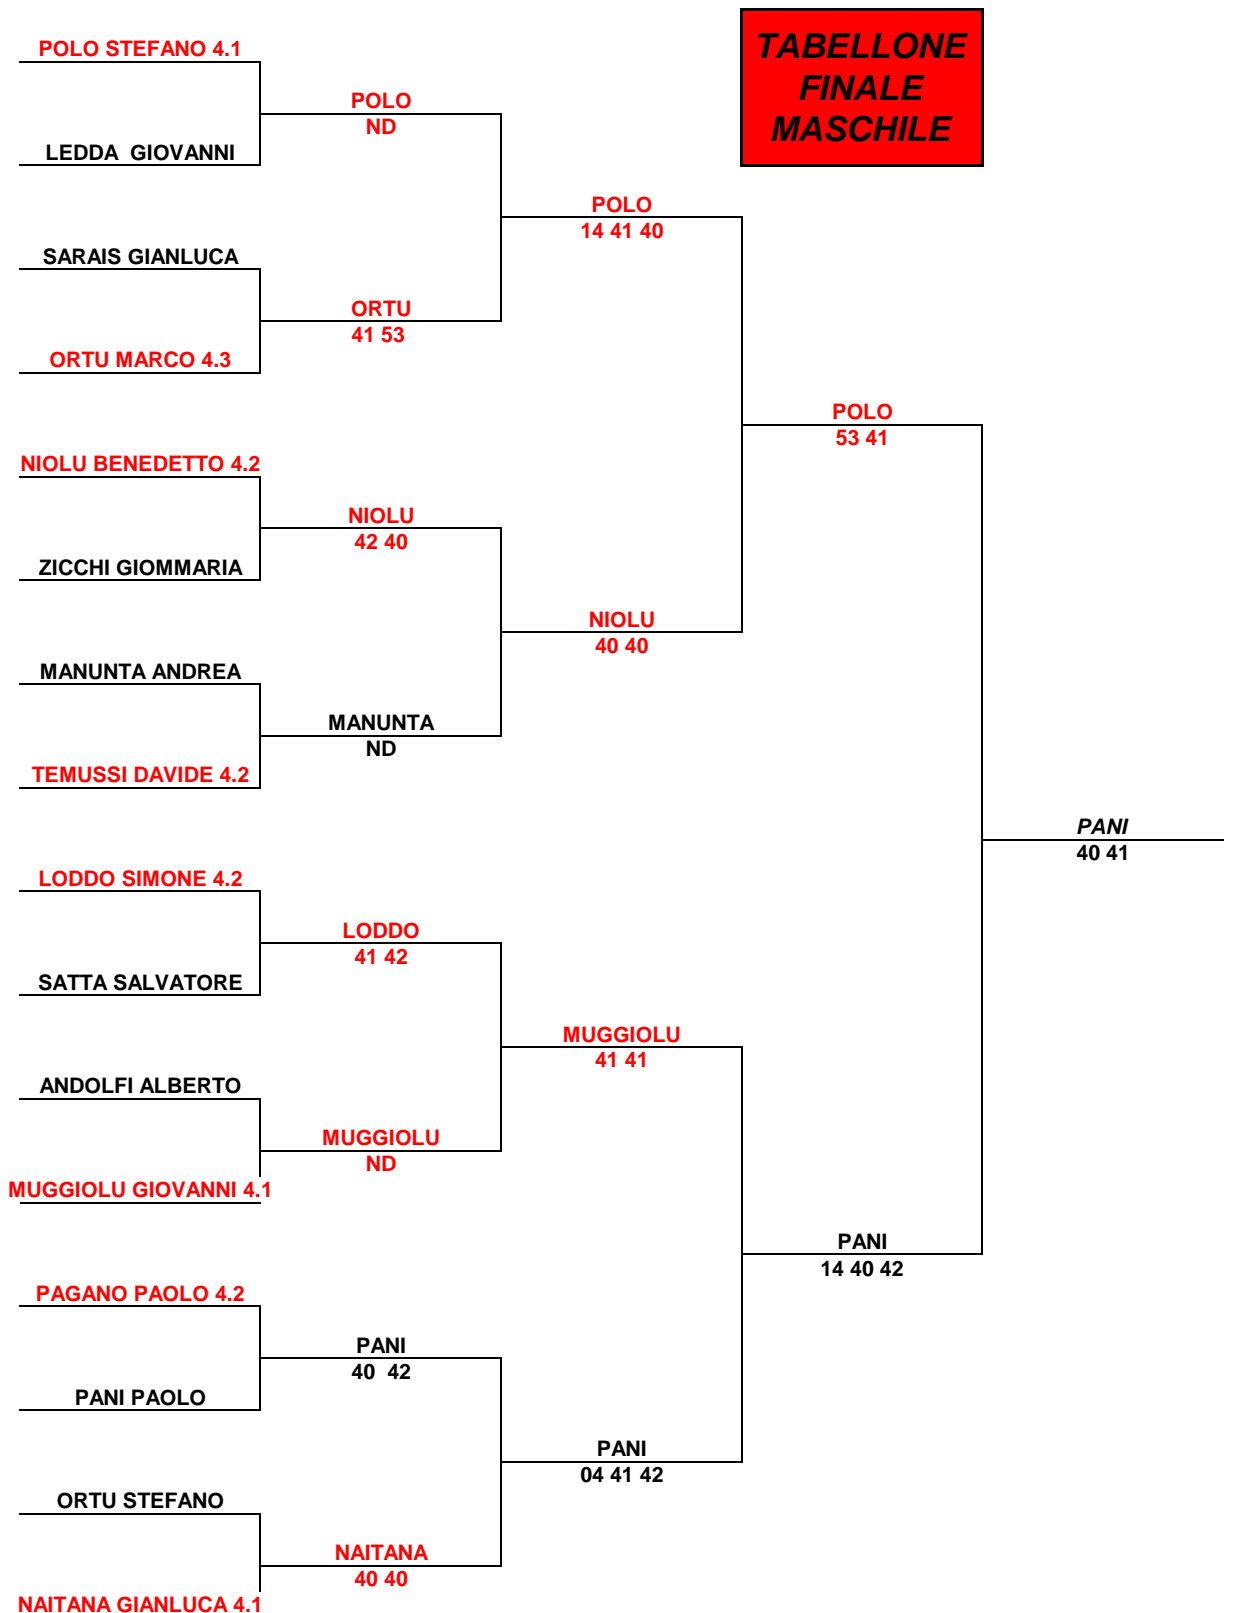 TABELLONE
FINALE
MASCHILE
POLO STEFANO 4.1
POLO
ND
LEDDA  GIOVANNI
POLO
14 41 40
SARAIS GIANLUCA
ORTU
41 53
ORTU MARCO 4.3
POLO
53 41
NIOLU BENEDETTO 4.2
NIOLU
42 40
ZICCHI GIOMMARIA
NIOLU
40 40
MANUNTA ANDREA
MANUNTA
ND
TEMUSSI DAVIDE 4.2
PANI
40 41
LODDO SIMONE 4.2
LODDO
41 42
SATTA SALVATORE
MUGGIOLU
41 41
ANDOLFI ALBERTO
MUGGIOLU
ND
MUGGIOLU GIOVANNI 4.1
PANI
14 40 42
PAGANO PAOLO 4.2
PANI
40  42
PANI PAOLO
PANI
04 41 42
ORTU STEFANO
NAITANA
40 40
NAITANA GIANLUCA 4.1